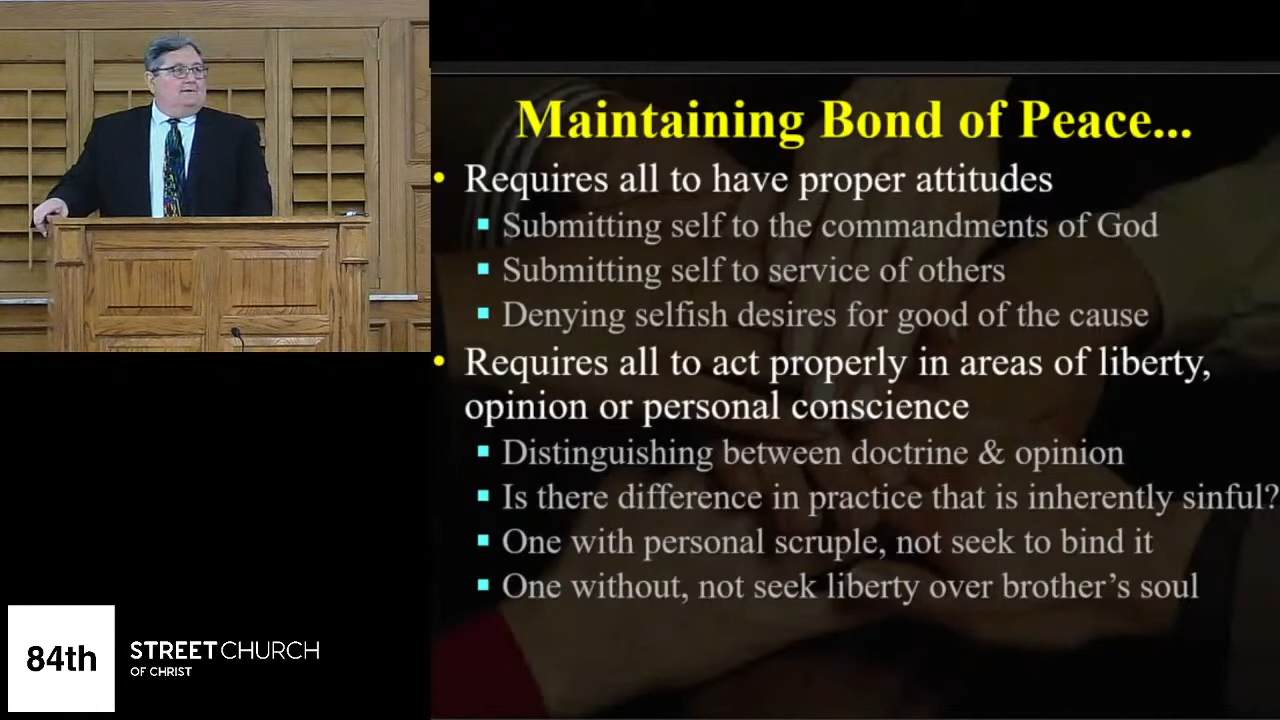 Maintaining Bond of Peace...
• Requires all to have proper attitudes
▪ Submitting self to the commandments of God
▪ Submitting self to service of others
▪ Denying selfish desires for good of the cause
• Requires all to act properly in areas of liberty,
opinion or personal conscience
▪ Distinguishing between doctrine & opinion
▪ Is there difference in practice that is inherently sinful?
▪ One with personal scruple, not seek to bind it
▪ One without, not seek liberty over brother’s soul
84th
STREET CHURCH
OF CHRIST